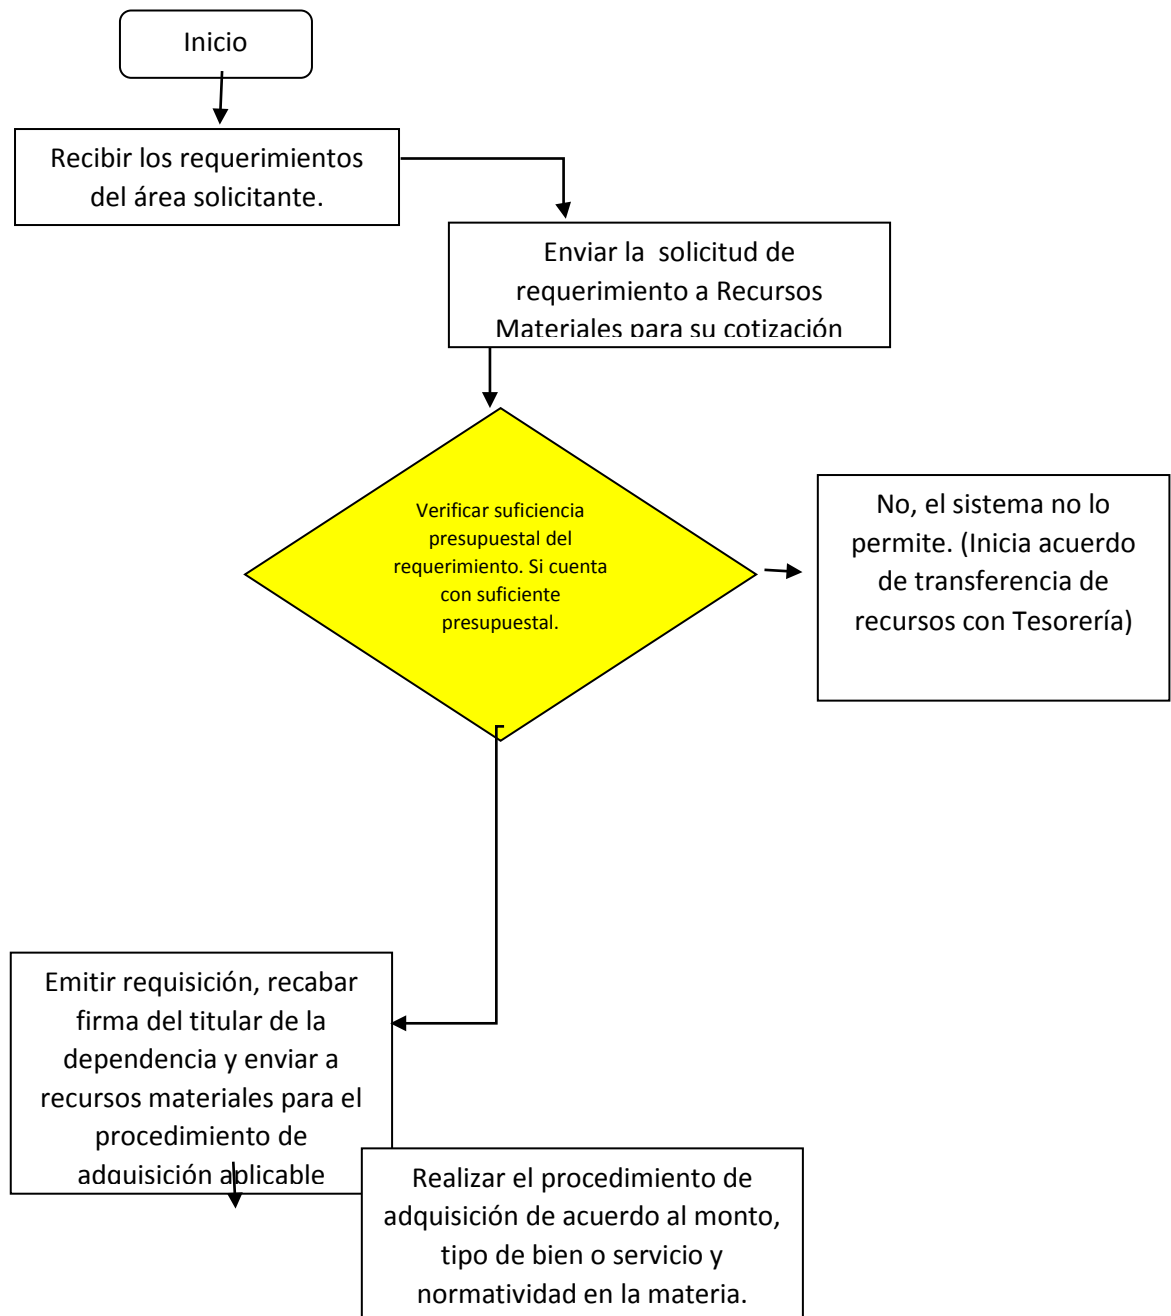 Inicio
Recibir los requerimientos
del área solicitante.
Enviar la  solicitud de
requerimiento a Recursos
Materiales para su cotización
Verificar suficiencia
presupuestal del
requerimiento. Si cuenta
con suficiente
presupuestal.
No, el sistema no lo
permite. (Inicia acuerdo
de transferencia de
recursos con Tesorería)
Emitir requisición, recabar
firma del titular de la
dependencia y enviar a
recursos materiales para el
procedimiento de
adquisición aplicable
Realizar el procedimiento de
adquisición de acuerdo al monto,
tipo de bien o servicio y
normatividad en la materia.